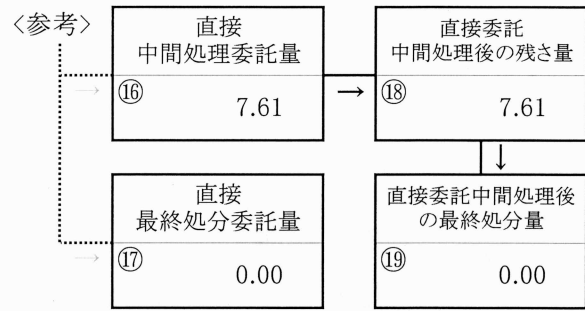 〈参考〉
直接
中間処理委託量
⑯
7.61
→
直接委託
中間処理後の残さ量
⑱
7.61
↓
直接
最終処分委託量
⑰
0.00
直接委託中間処理後
の最終処分量
⑲
0.00